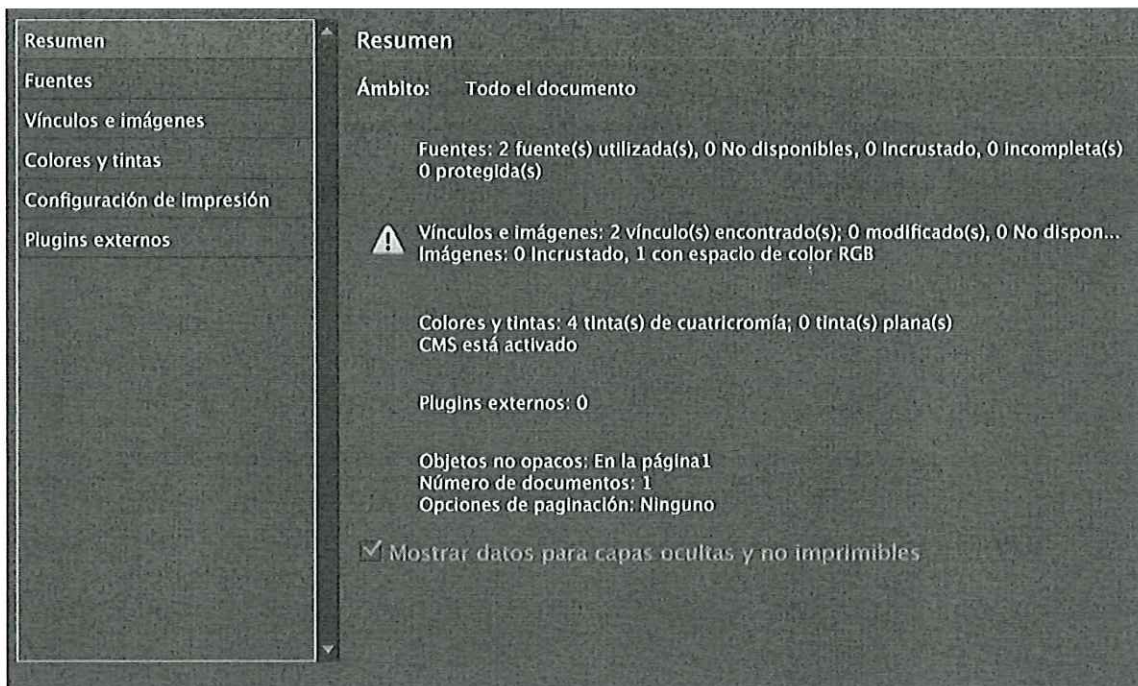 Resumen
Fuentes
Vínculos e imágenes
Colores y tintas
Configuración de Impresión
Plugins externos
Resumen
Ámbito: Todo el documento
Fuentes: 2 fuente(s) utilizada(s), 0 No disponibles, 0 Incrustado, 0 incompleta(s)
0 protegida(s)
Vínculos e imágenes: 2 vínculo(s) encontrado(s); 0 modificado(s), 0 No dispon...
Imágenes: 0 Incrustado, 1 con espacio de color RGB
Colores y tintas: 4 tinta(s) de cuatricromía; 0 tinta(s) plana(s)
CMS está activado
Plugins externos: 0
Objetos no opacos: En la página1
Número de documentos: 1
Opciones de paginación: Ninguno
Mostrar datos para capas ocultas y no imprimibles